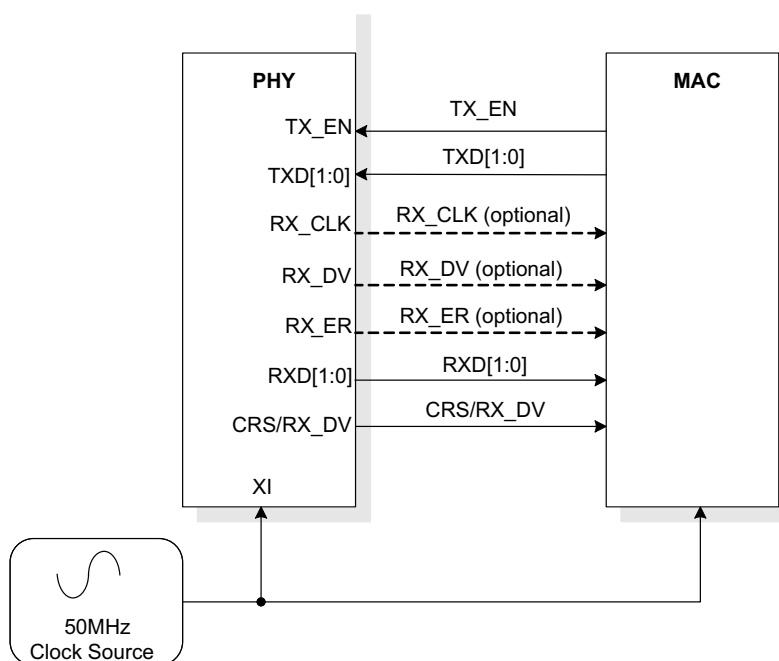 PHY
MAC
TX_EN
TX_EN
TXD[1:0]
TXD[1:0]
RX_CLK
RX_CLK (optional)
RX_DV
RX_DV (optional)
RX_ER
RX_ER (optional)
RXD[1:0]
RXD[1:0]
CRS/RX_DV
CRS/RX_DV
XI
50MHz
Clock Source